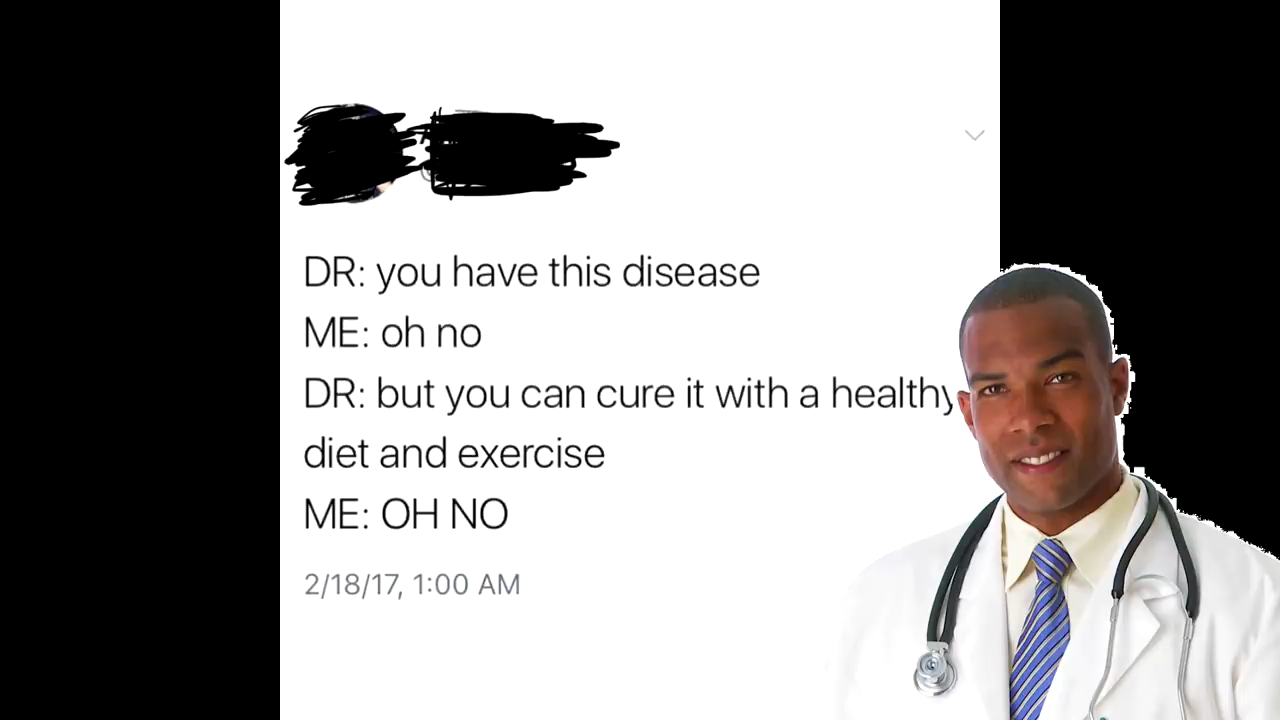 DR: you have this disease
ME: oh no
DR: but you can cure it with a healthy
diet and exercise
ME: OH NO
2/18/17, 1:00 AM